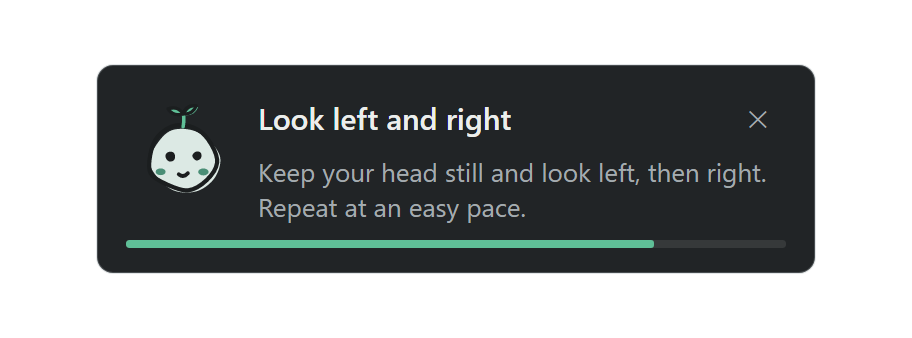 Look left and right
Keep your head still and look left, then right.
Repeat at an easy pace.